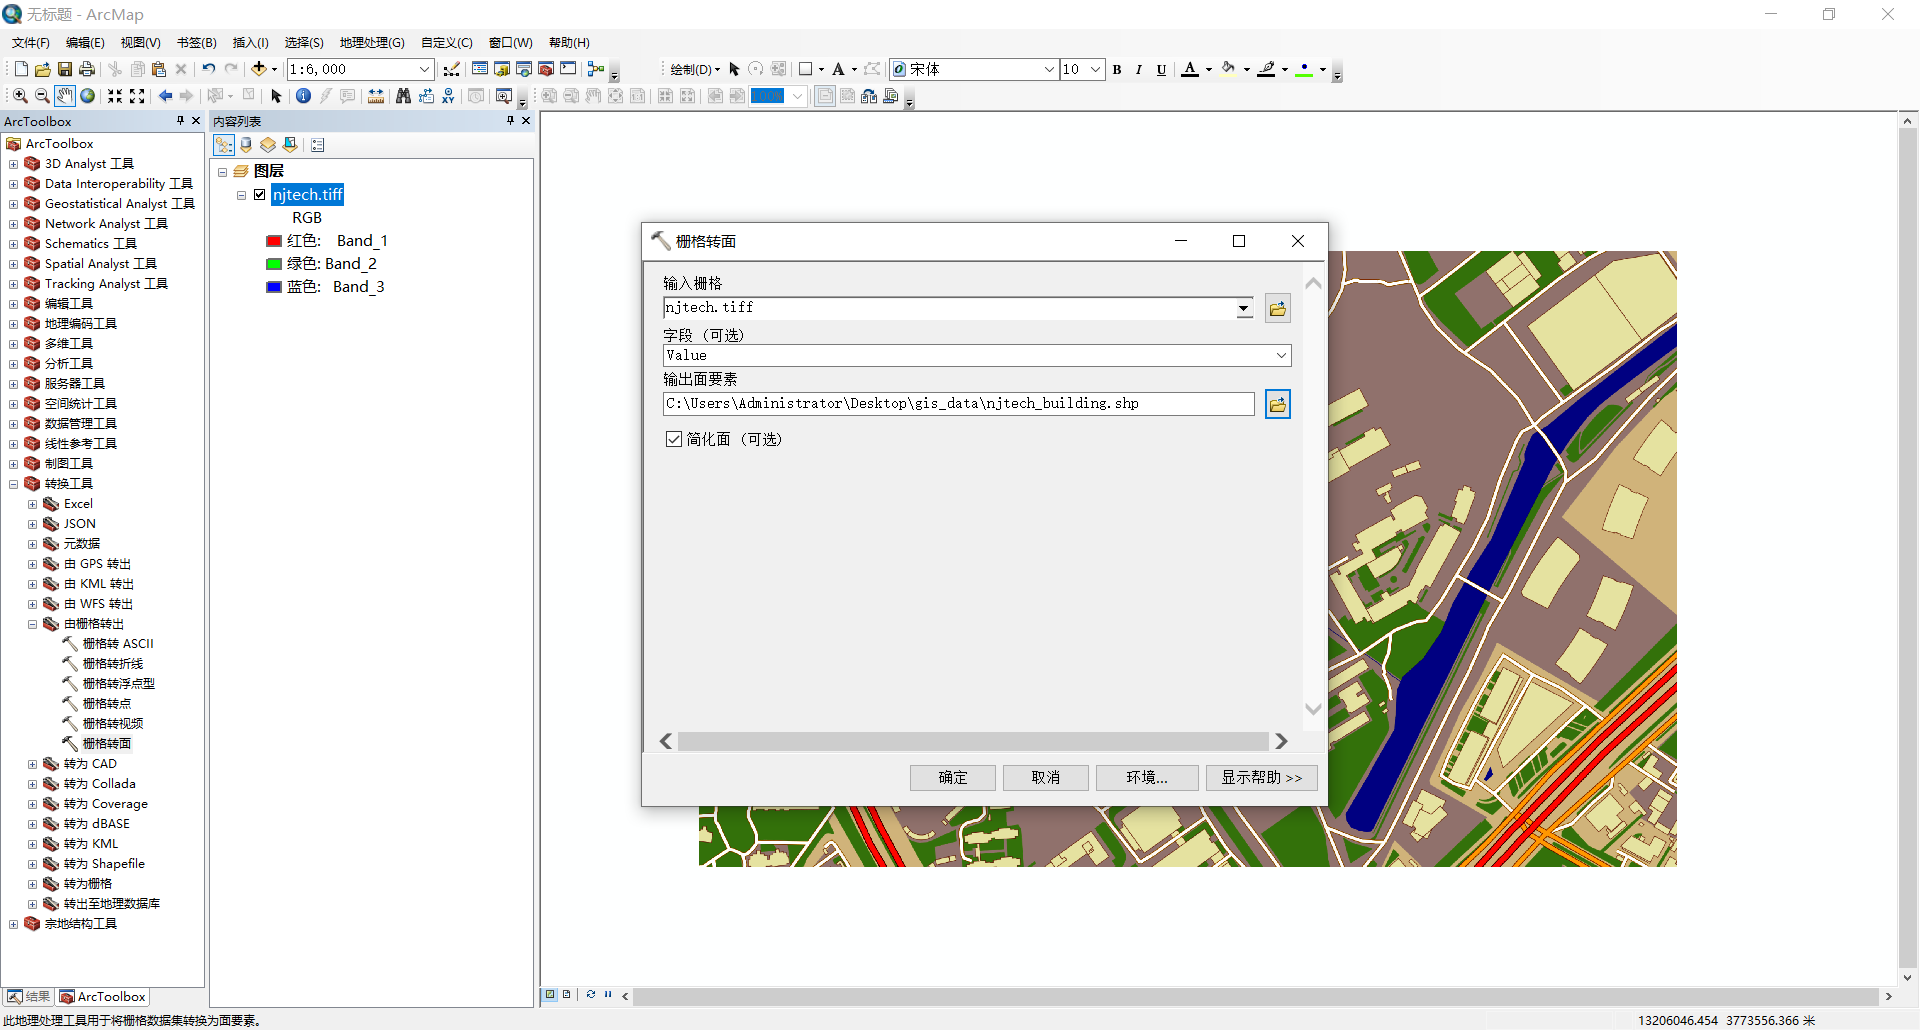 无标题 - ArcMap
文件(F) 编辑(E) 视图(V) 书签(B) 插入(I) 选择(S) 地理处理(G) 自定义(C) 窗口(W) 帮助(H)
1:6,000
绘制(D)
A
宋体
10
B I U A
XY
ArcToolbox
ArcToolbox
3D Analyst 工具
Data Interoperability 工具
Geostatistical Analyst 工具
Network Analyst 工具
Schematics 工具
Spatial Analyst 工具
Tracking Analyst 工具
编辑工具
地理编码工具
多维工具
分析工具
服务器工具
空间统计工具
数据管理工具
线性参考工具
制图工具
转换工具
Excel
JSON
元数据
由 GPS 转出
由 KML 转出
由 WFS 转出
由栅格转出
栅格转 ASCII
栅格转折线
栅格转浮点型
栅格转点
栅格转视频
栅格转面
转为 CAD
转为 Collada
转为 Coverage
转为 dBASE
转为 KML
转为 Shapefile
转为栅格
转出至地理数据库
宗地结构工具
结果
ArcToolbox
内容列表
图层
njtech.tiff
RGB
红色: Band_1
绿色: Band_2
蓝色: Band_3
栅格转面
输入栅格
njtech.tiff
字段 (可选)
Value
输出面要素
C:\Users\Administrator\Desktop\gis_data\njtech_building.shp
简化面 (可选)
确定
取消
环境...
显示帮助 >>
此地理处理工具用于将栅格数据集转换为面要素。
13206046.454 3773556.366 米